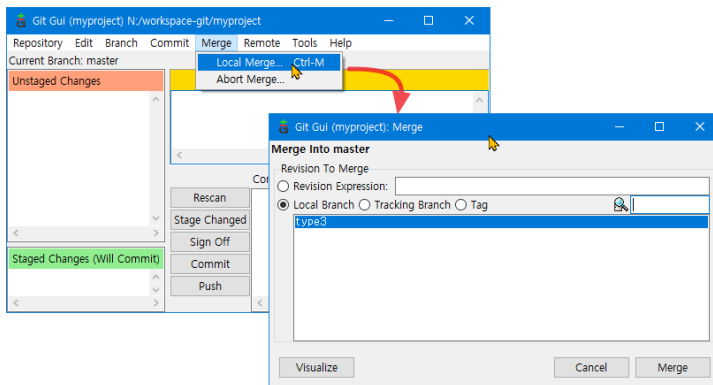 Git Gui (myproject) N:/workspace-git/myproject
Repository Edit Branch Commit Merge Remote Tools Help
Current Branch: master
Local Merge... Ctrl-M
Abort Merge...
Unstaged Changes
Rescan
Stage Changed
Sign Off
Commit
Push
Staged Changes (Will Commit)
Git Gui (myproject): Merge
Merge Into master
Revision To Merge
Revision Expression:
Local Branch Tracking Branch Tag
type3
Visualize Cancel Merge